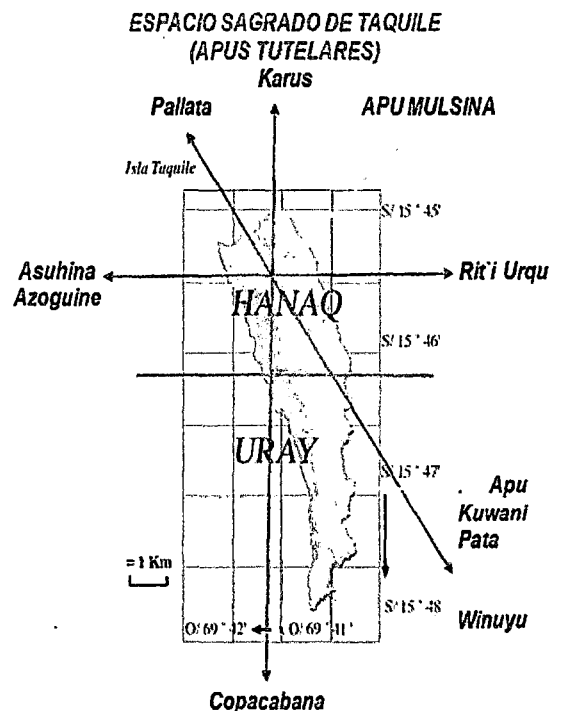 ESPACIO SAGRADO DE TAQUILE
(APUS TUTELARES)
Karus
Pallata
APU MULSINA
Isla Taquile
S/ 15 ° 45'
Asuhina
Azoguine
Rit`i Urqu
HANAQ
S/ 15 ° 46'
URAY
S/ 15 ° 47'
. Apu
Kuwani
Pata
= 1 Km
S/ 15 ° 48
Winuyu
O/ 69 ° 42'
O/ 69 ° 41'
Copacabana